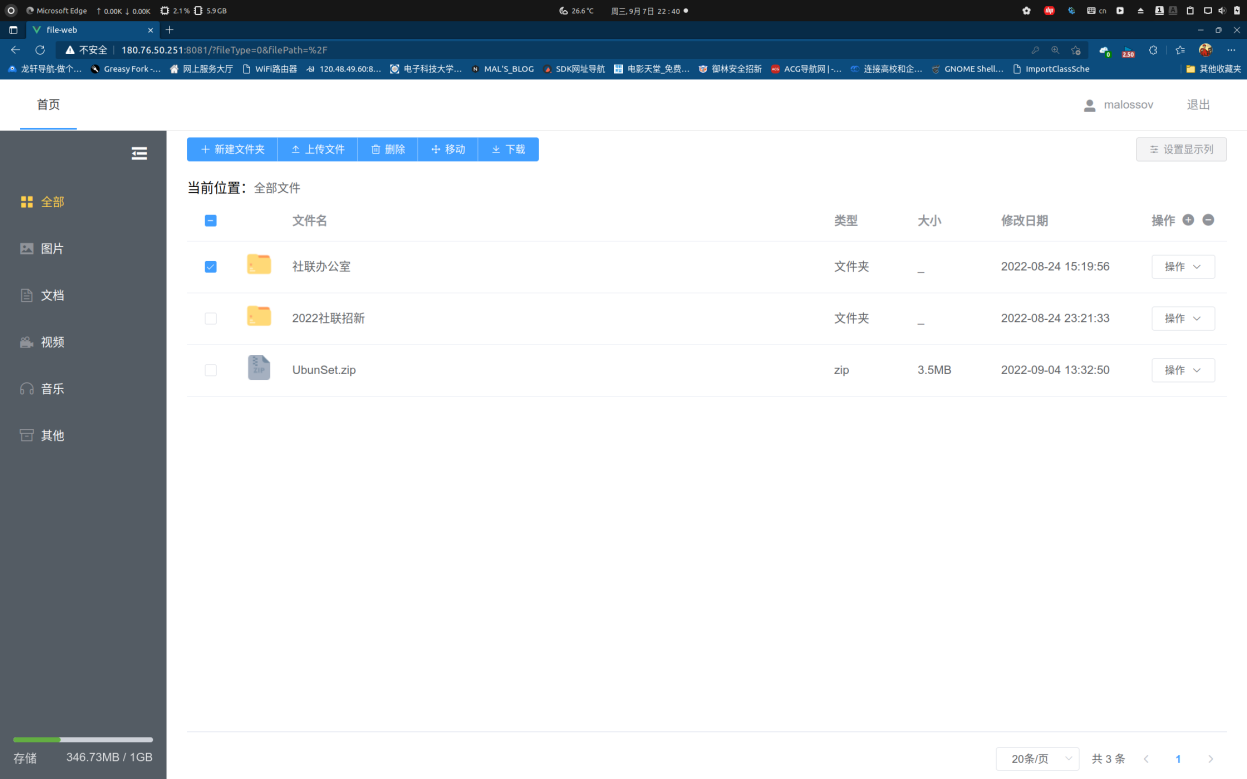 Microsoft Edge ↑ 0.00K ↓ 0.00K 2.1% 5.9GB 26.6℃ 周三, 9月 7日 22:40 cn
file-web
不安全 180.76.50.251:8081/?fileType=0&filePath=%2F 0 2.50
龙轩导航-做个... Greasy Fork -... 网上服务大厅 WiFi路由器 120.48.49.60:8... 电子科技大学... MAL'S_BLOG SDK网址导航 电影天堂_免费... 御林安全招新 ACG导航网 | -... 连接高校和企... GNOME Shell... ImportClassSche 其他收藏夹
首页 malossov 退出
新建文件夹 上传文件 删除 移动 下载 设置显示列
当前位置：全部文件
文件名 类型 大小 修改日期 操作
社联办公室 文件夹 _ 2022-08-24 15:19:56 操作
2022社联招新 文件夹 _ 2022-08-24 23:21:33 操作
UbunSet.zip zip 3.5MB 2022-09-04 13:32:50 操作
ZIP
全部
图片
文档
视频
音乐
其他
存储 346.73MB / 1GB
20条/页 共 3 条 1